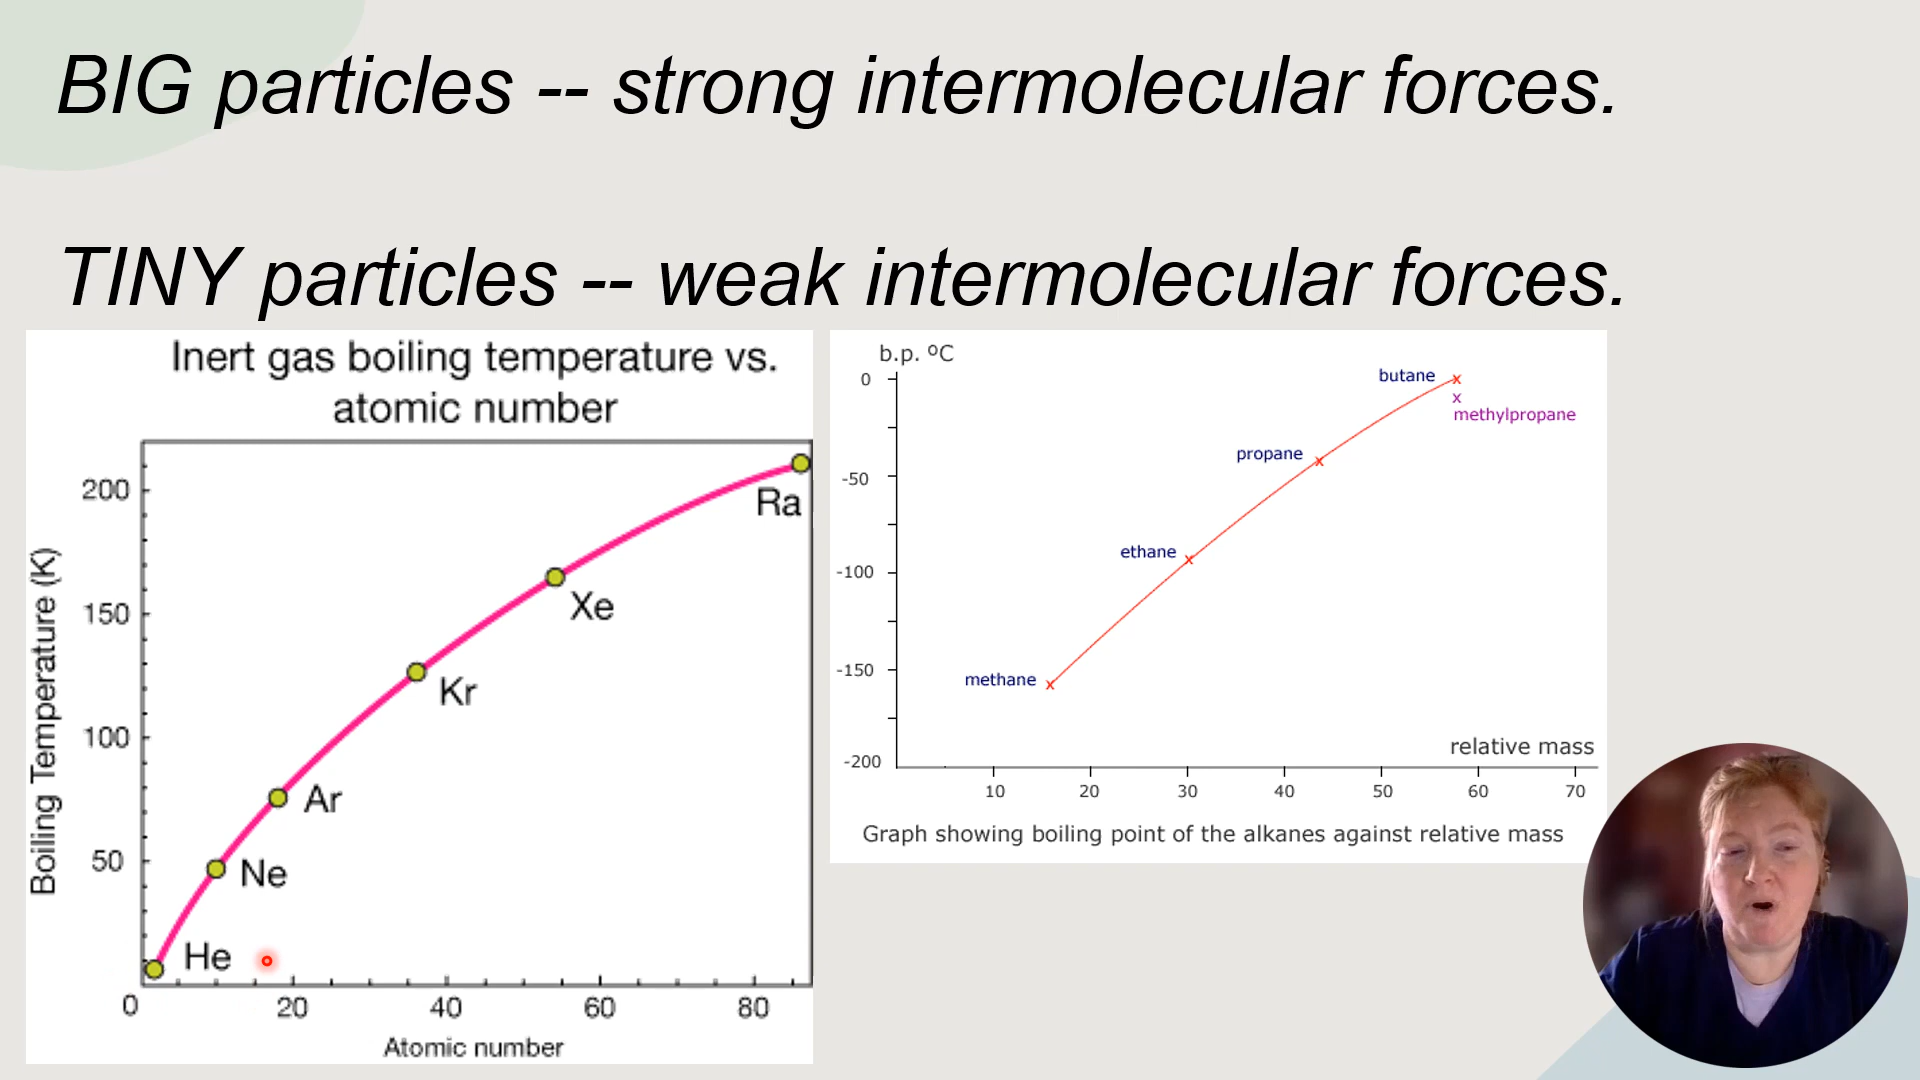 BIG particles -- strong intermolecular forces.
TINY particles -- weak intermolecular forces.
Inert gas boiling temperature vs.
atomic number
Boiling Temperature (K)
200
150
100
50
0
Ra
Xe
Kr
Ar
Ne
He
20 40 60 80
Atomic number
b.p. ºC
0
-50
-100
-150
-200
butane
methylpropane
propane
ethane
methane
relative mass
10 20 30 40 50 60 70
Graph showing boiling point of the alkanes against relative mass